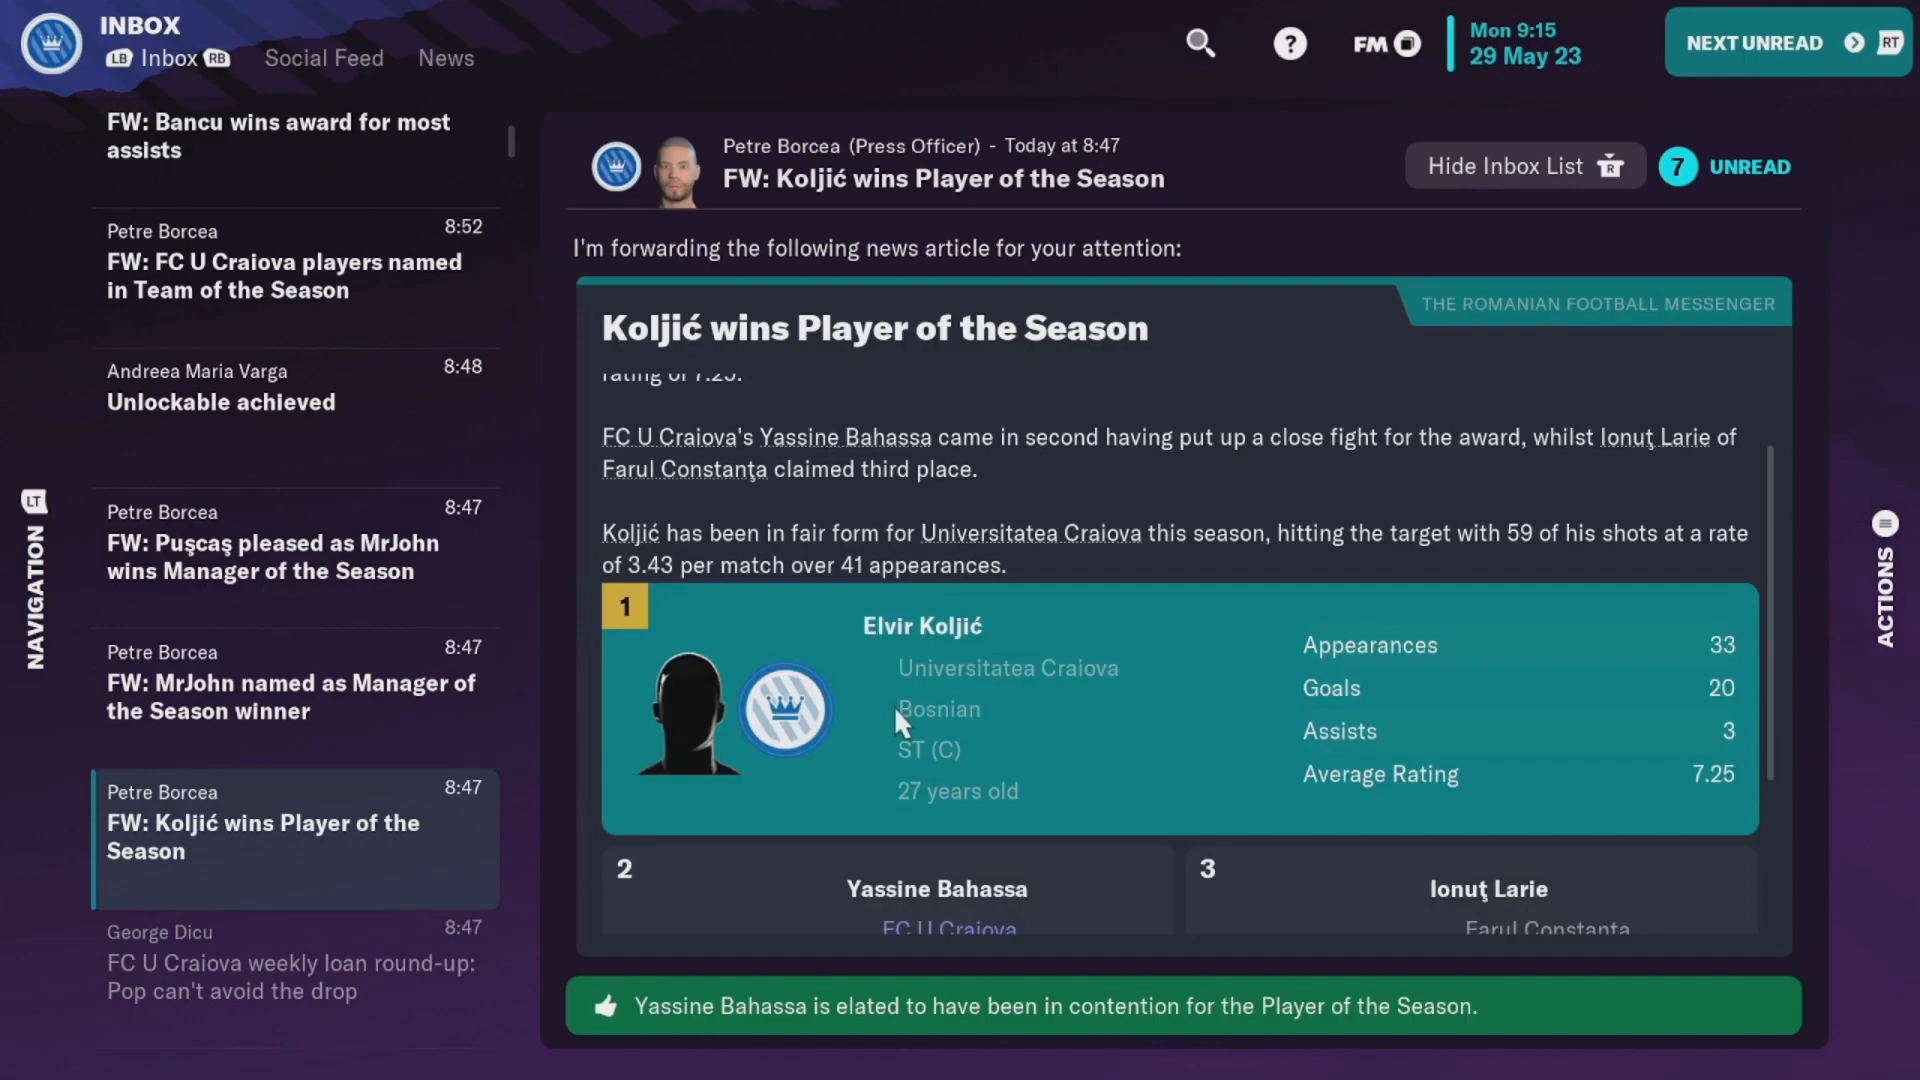 INBOX
LB Inbox RB Social Feed News
?
FM
Mon 9:15
29 May 23
NEXT UNREAD RT
FW: Bancu wins award for most
assists
Petre Borcea 8:52
FW: FC U Craiova players named
in Team of the Season
Andreea Maria Varga 8:48
Unlockable achieved
Petre Borcea 8:47
FW: Puşcaş pleased as MrJohn
wins Manager of the Season
Petre Borcea 8:47
FW: MrJohn named as Manager of
the Season winner
Petre Borcea 8:47
FW: Koljić wins Player of the
Season
George Dicu 8:47
FC U Craiova weekly loan round-up:
Pop can't avoid the drop
LT
NAVIGATION
Petre Borcea (Press Officer) - Today at 8:47
FW: Koljić wins Player of the Season
Hide Inbox List R
7 UNREAD
I'm forwarding the following news article for your attention:
THE ROMANIAN FOOTBALL MESSENGER
Koljić wins Player of the Season
rating of 7.25.
FC U Craiova's Yassine Bahassa came in second having put up a close fight for the award, whilst Ionuţ Larie of
Farul Constanţa claimed third place.
Koljić has been in fair form for Universitatea Craiova this season, hitting the target with 59 of his shots at a rate
of 3.43 per match over 41 appearances.
1
Elvir Koljić
Universitatea Craiova
Bosnian
ST (C)
27 years old
Appearances 33
Goals 20
Assists 3
Average Rating 7.25
2
Yassine Bahassa
FC U Craiova
3
Ionuţ Larie
Farul Constanţa
Yassine Bahassa is elated to have been in contention for the Player of the Season.
ACTIONS